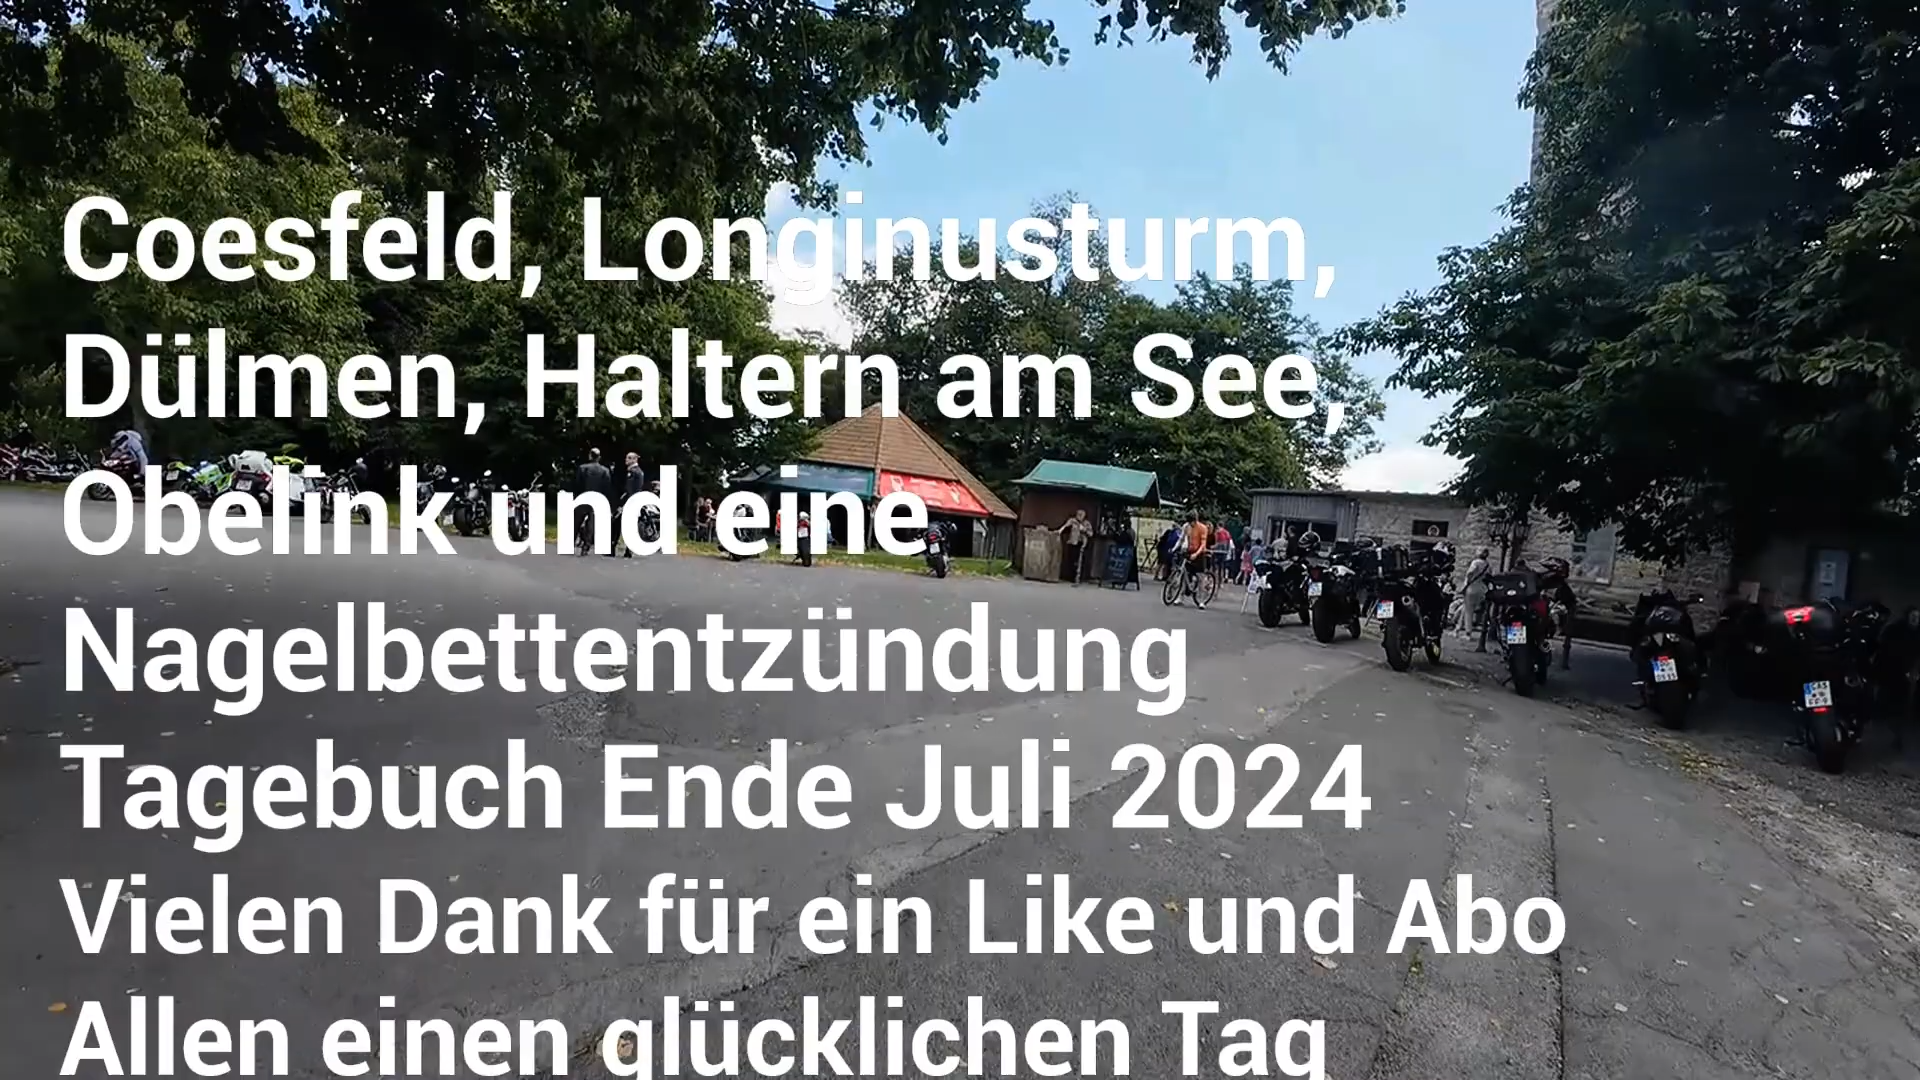 Coesfeld, Longinusturm,
Dülmen, Haltern am See,
Obelink und eine
Nagelbettentzündung
Tagebuch Ende Juli 2024
Vielen Dank für ein Like und Abo
Allen einen glücklichen Tag